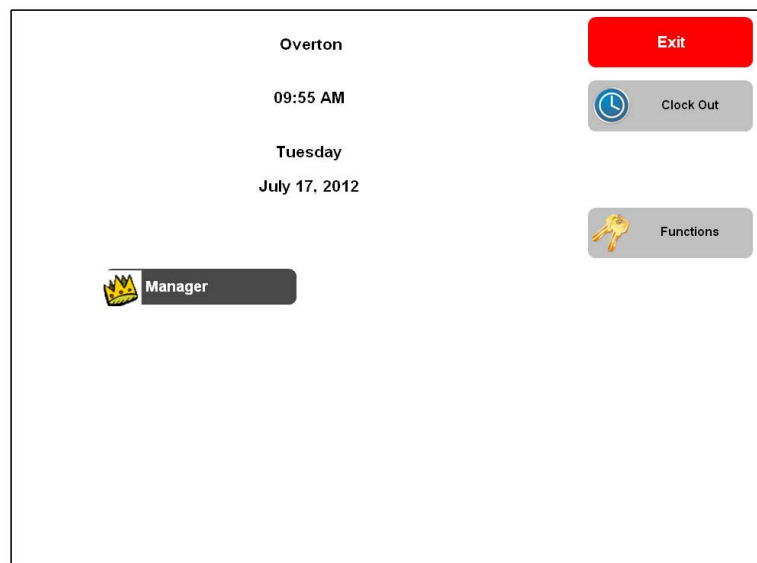 Overton
Exit
09:55 AM
Clock Out
Tuesday
July 17, 2012
Functions
Manager